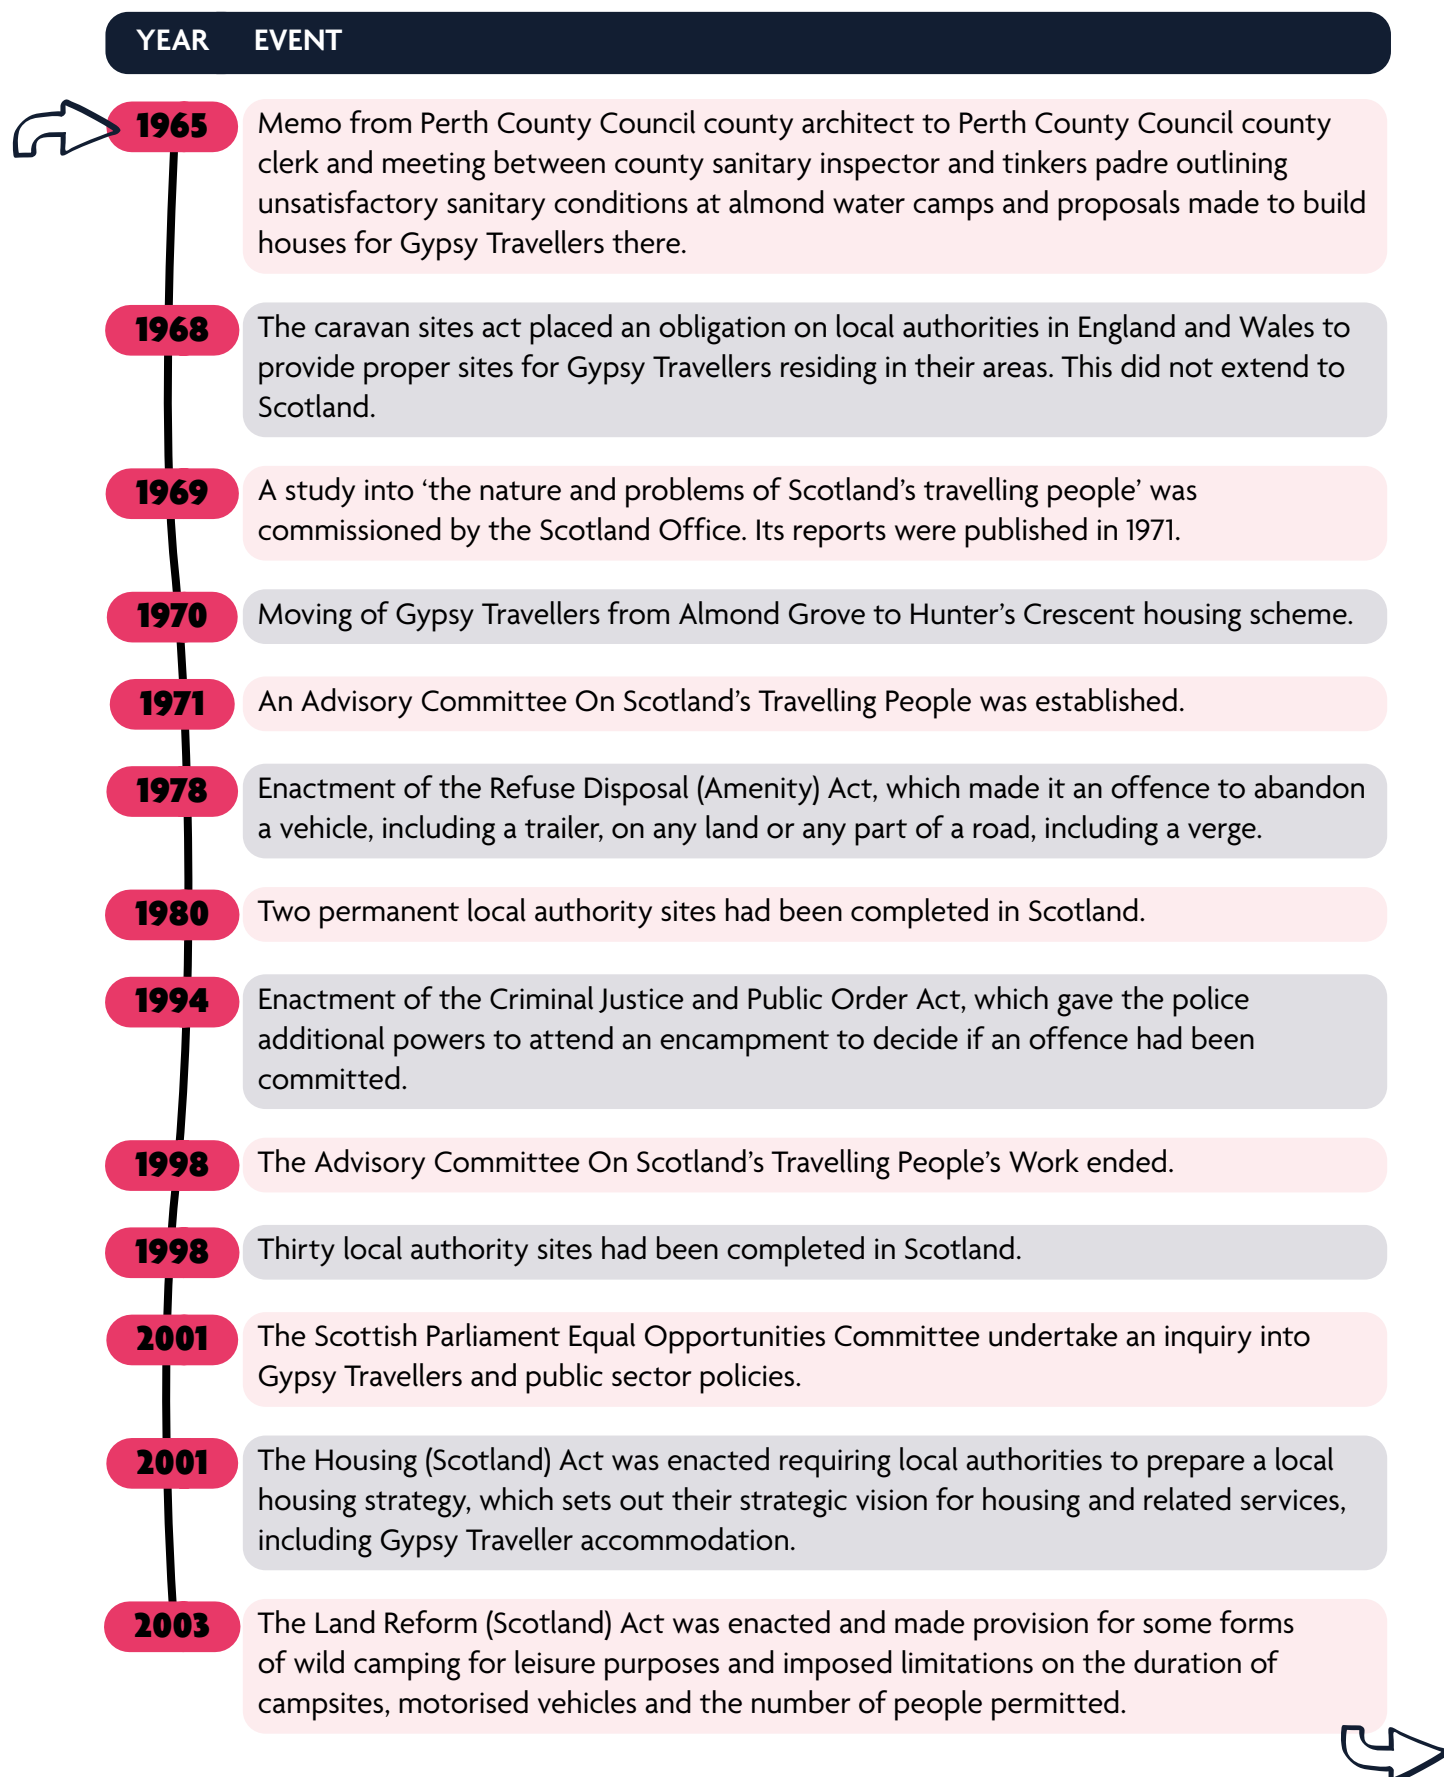 YEAR EVENT
1965 Memo from Perth County Council county architect to Perth County Council county
clerk and meeting between county sanitary inspector and tinkers padre outlining
unsatisfactory sanitary conditions at almond water camps and proposals made to build
houses for Gypsy Travellers there.
1968 The caravan sites act placed an obligation on local authorities in England and Wales to
provide proper sites for Gypsy Travellers residing in their areas. This did not extend to
Scotland.
1969 A study into ‘the nature and problems of Scotland’s travelling people’ was
commissioned by the Scotland Office. Its reports were published in 1971.
1970 Moving of Gypsy Travellers from Almond Grove to Hunter’s Crescent housing scheme.
1971 An Advisory Committee On Scotland’s Travelling People was established.
1978 Enactment of the Refuse Disposal (Amenity) Act, which made it an offence to abandon
a vehicle, including a trailer, on any land or any part of a road, including a verge.
1980 Two permanent local authority sites had been completed in Scotland.
1994 Enactment of the Criminal Justice and Public Order Act, which gave the police
additional powers to attend an encampment to decide if an offence had been
committed.
1998 The Advisory Committee On Scotland’s Travelling People’s Work ended.
1998 Thirty local authority sites had been completed in Scotland.
2001 The Scottish Parliament Equal Opportunities Committee undertake an inquiry into
Gypsy Travellers and public sector policies.
2001 The Housing (Scotland) Act was enacted requiring local authorities to prepare a local
housing strategy, which sets out their strategic vision for housing and related services,
including Gypsy Traveller accommodation.
2003 The Land Reform (Scotland) Act was enacted and made provision for some forms
of wild camping for leisure purposes and imposed limitations on the duration of
campsites, motorised vehicles and the number of people permitted.